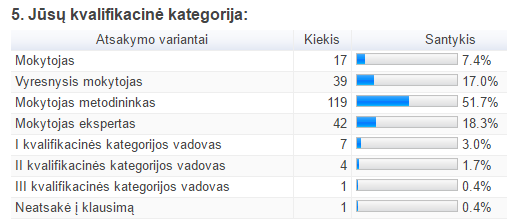 5. Jūsų kvalifikacinė kategorija:
Atsakymo variantai Kiekis Santykis
Mokytojas 17 7.4%
Vyresnysis mokytojas 39 17.0%
Mokytojas metodininkas 119 51.7%
Mokytojas ekspertas 42 18.3%
I kvalifikacinės kategorijos vadovas 7 3.0%
II kvalifikacinės kategorijos vadovas 4 1.7%
III kvalifikacinės kategorijos vadovas 1 0.4%
Neatsakė į klausimą 1 0.4%